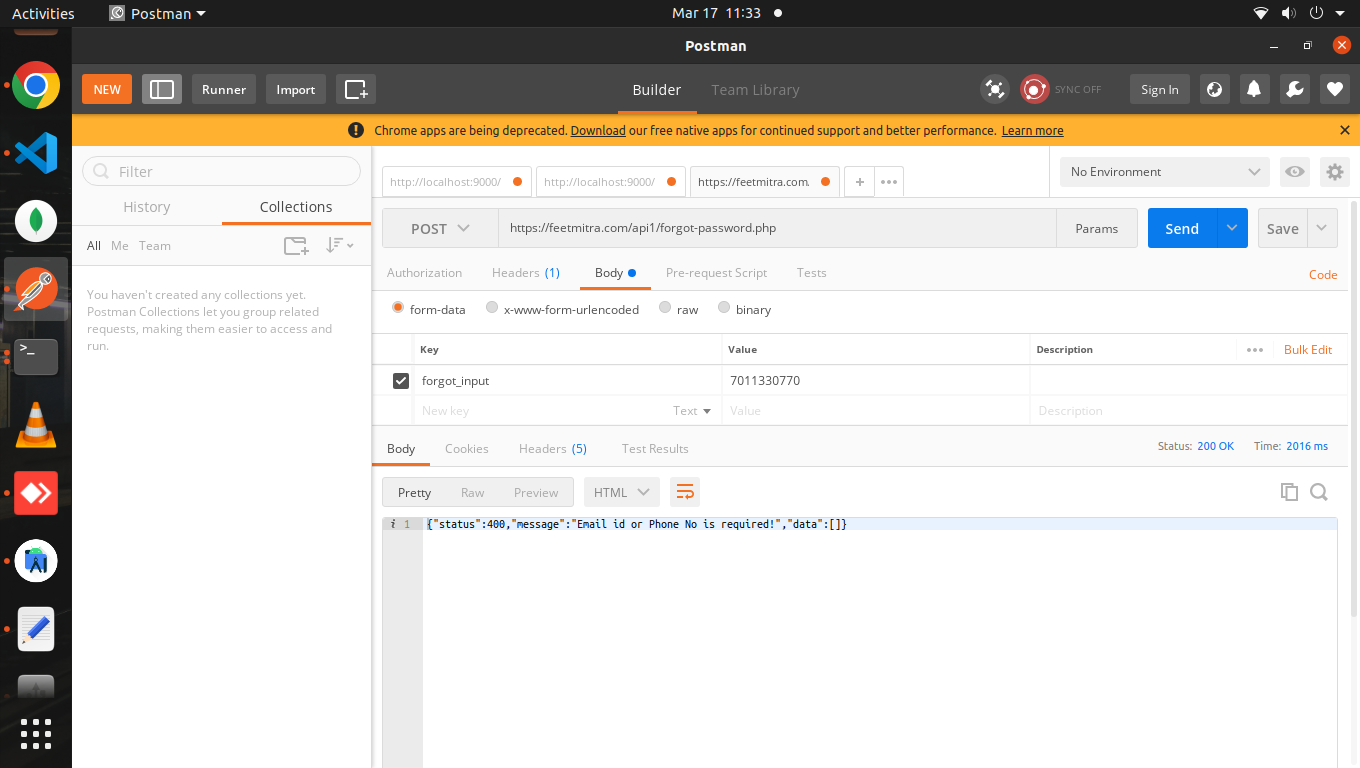 Activities Postman Mar 17 11:33
Postman
NEW Runner Import Builder Team Library SYNC OFF Sign In
Chrome apps are being deprecated. Download our free native apps for continued support and better performance. Learn more
Filter
History Collections
All Me Team
You haven't created any collections yet.
Postman Collections let you group related
requests, making them easier to access and
run.
http://localhost:9000/ http://localhost:9000/ https://feetmitra.com. + ••• No Environment
POST https://feetmitra.com/api1/forgot-password.php Params Send Save
Authorization Headers (1) Body Pre-request Script Tests Code
form-data x-www-form-urlencoded raw binary
Key Value Description ••• Bulk Edit
forgot_input 7011330770
New key Text Value Description
Body Cookies Headers (5) Test Results Status: 200 OK Time: 2016 ms
Pretty Raw Preview HTML
i 1 {"status":400,"message":"Email id or Phone No is required!","data":[]}
>_